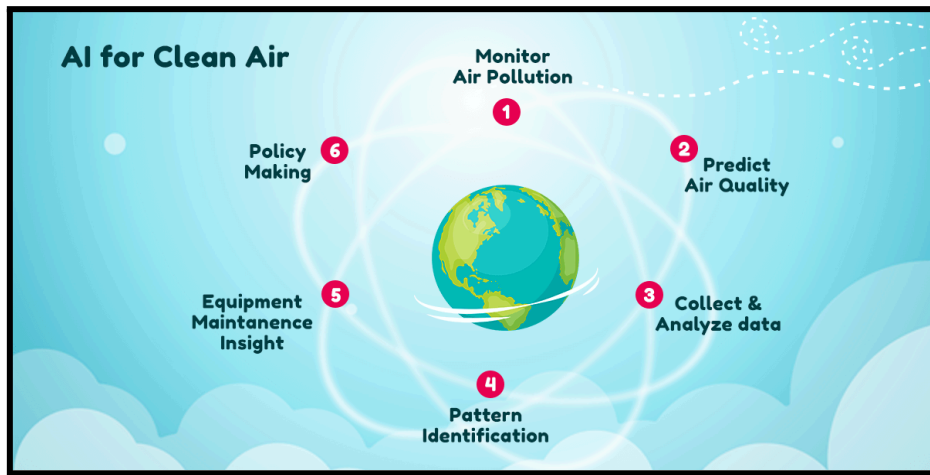 AI for Clean Air
Monitor
Air Pollution
1
2
Predict
Air Quality
3
Collect &
Analyze data
4
Pattern
Identification
5
Equipment
Maintanence
Insight
6
Policy
Making